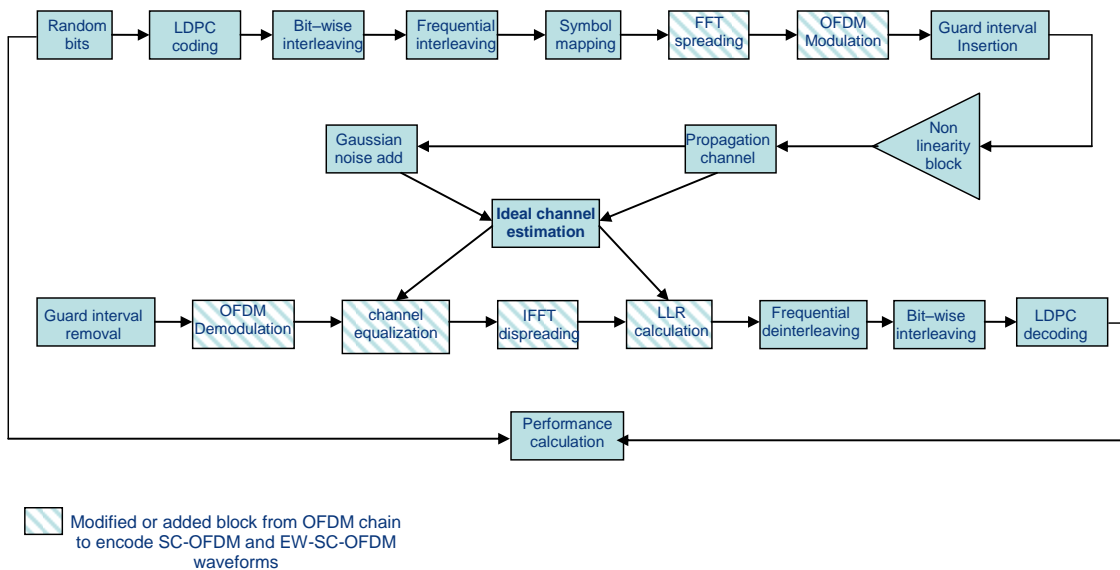 Random
bits
LDPC
coding
Bit–wise
interleaving
Frequential
interleaving
Symbol
mapping
FFT
spreading
OFDM
Modulation
Guard interval
Insertion
Gaussian
noise add
Propagation
channel
Non
linearity
block
Ideal channel
estimation
Guard interval
removal
OFDM
Demodulation
channel
equalization
IFFT
dispreading
LLR
calculation
Frequential
deinterleaving
Bit–wise
interleaving
LDPC
decoding
Performance
calculation
Modified or added block from OFDM chain
to encode SC-OFDM and EW-SC-OFDM
waveforms